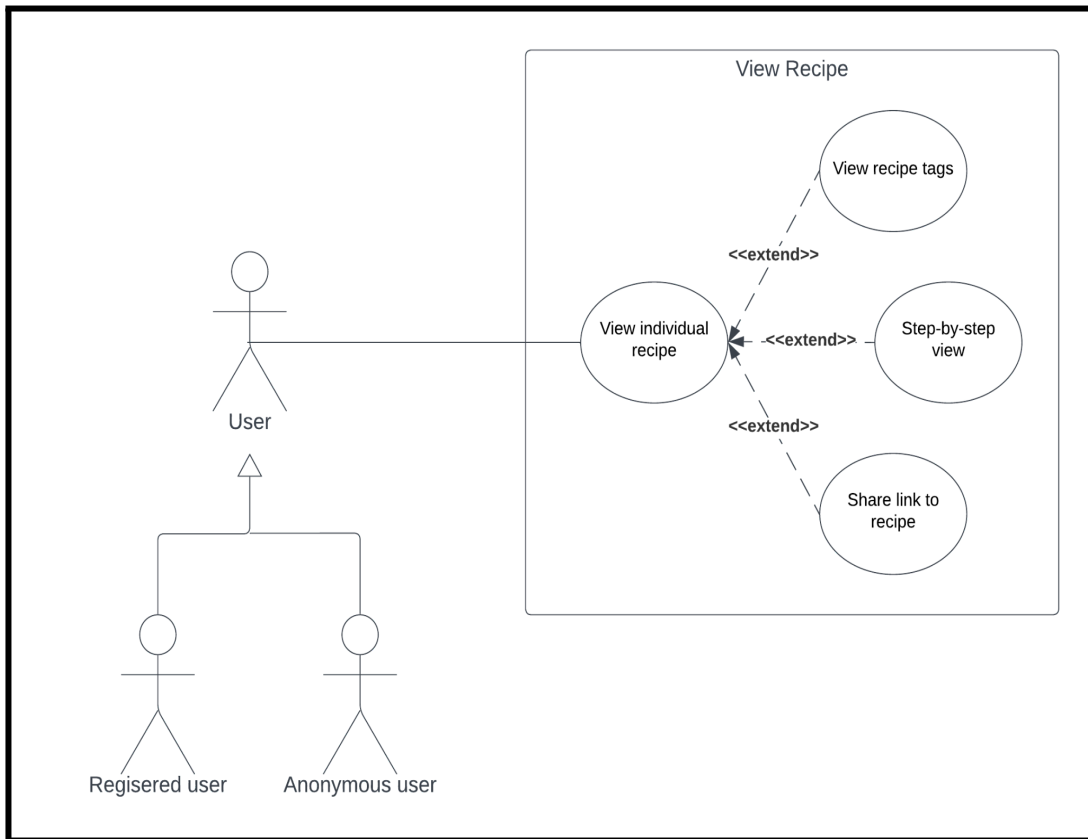 View Recipe
View recipe tags
<<extend>>
View individual
recipe
<<extend>>
Step-by-step
view
<<extend>>
Share link to
recipe
User
Regisered user
Anonymous user